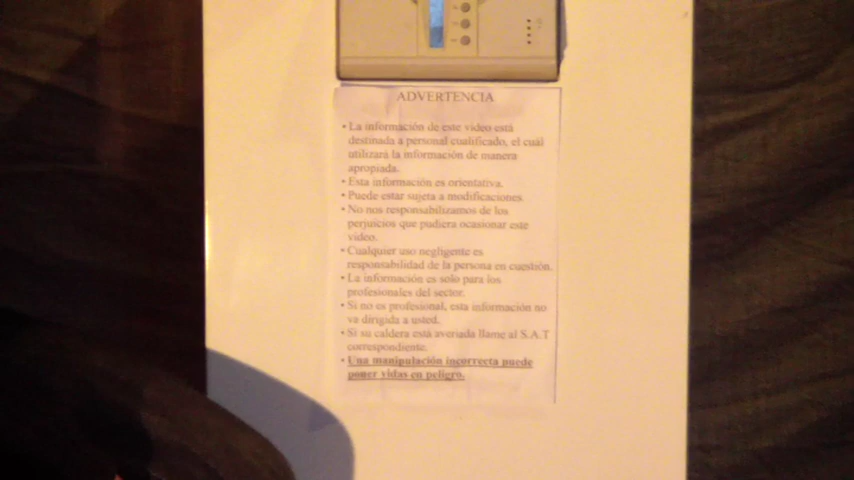 ADVERTENCIA
• La información de este video está
destinada a personal cualificado, el cuál
utilizará la información de manera
apropiada.
• Esta información es orientativa.
• Puede estar sujeta a modificaciones.
• No nos responsabilizamos de los
perjuicios que pudiera ocasionar este
video.
• Cualquier uso negligente es
responsabilidad de la persona en cuestión.
• La información es solo para los
profesionales del sector.
• Si no es profesional, esta información no
va dirigida a usted.
• Si su caldera está averiada llame al S.A.T
correspondiente.
• Una manipulación incorrecta puede
poner vidas en peligro.